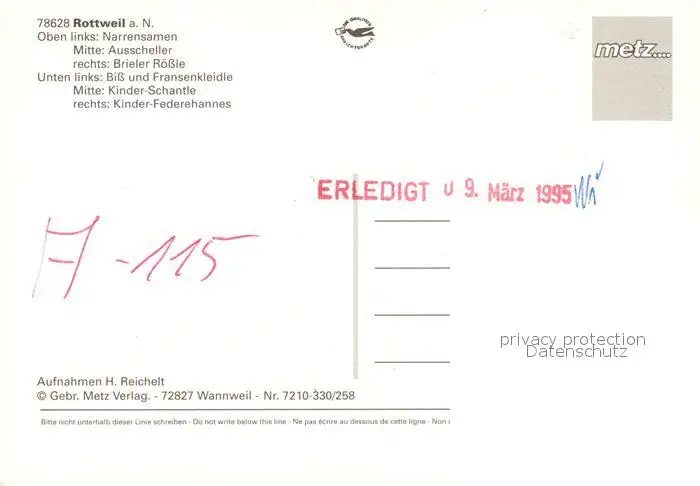 78628 Rottweil a. N.
Oben links: Narrensamen
Mitte: Ausscheller
rechts: Brieler Rößle
Unten links: Biß und Fransenkleidle
Mitte: Kinder-Schantle
rechts: Kinder-Federehannes
metz....
ERLEDIGT 9. März 1995
A-115
privacy protection
Datenschutz
Aufnahmen H. Reichelt
© Gebr. Metz Verlag. - 72827 Wannweil - Nr. 7210-330/258
Bitte nicht unterhalb dieser Linie schreiben - Do not write below this line - Ne pas écrire au dessous de cette ligne - Non